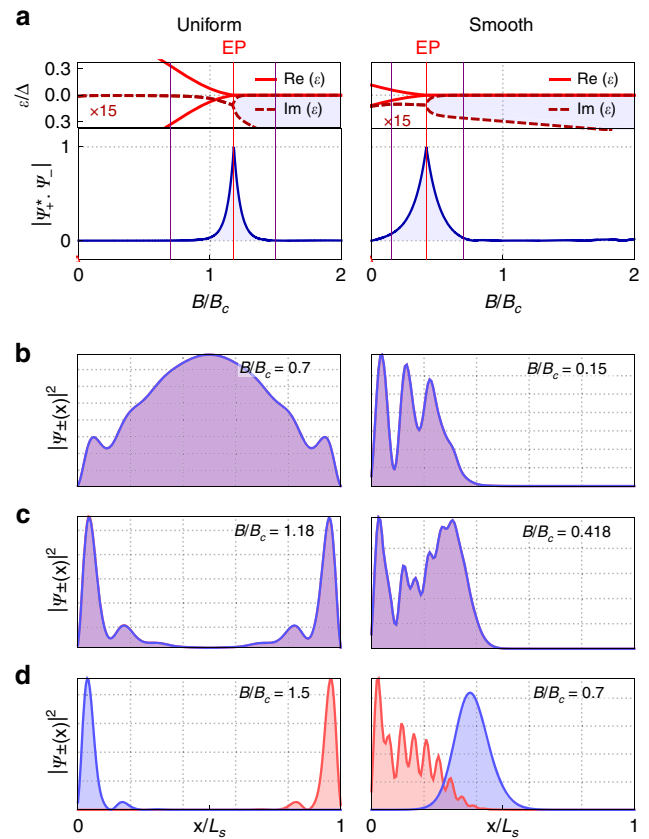 a
Uniform
Smooth
EP
EP
ε/Δ
0.3
0.0
0.3
Re (ε)
Im (ε)
×15
Re (ε)
Im (ε)
×15
|Ψ*+. Ψ−|
1
0
0
1
2
0
1
2
B/Bc
B/Bc
b
|Ψ±(x)|2
B/Bc = 0.7
B/Bc = 0.15
c
|Ψ±(x)|2
B/Bc = 1.18
B/Bc = 0.418
d
|Ψ±(x)|2
B/Bc = 1.5
B/Bc = 0.7
0
x/Ls
1
0
x/Ls
1